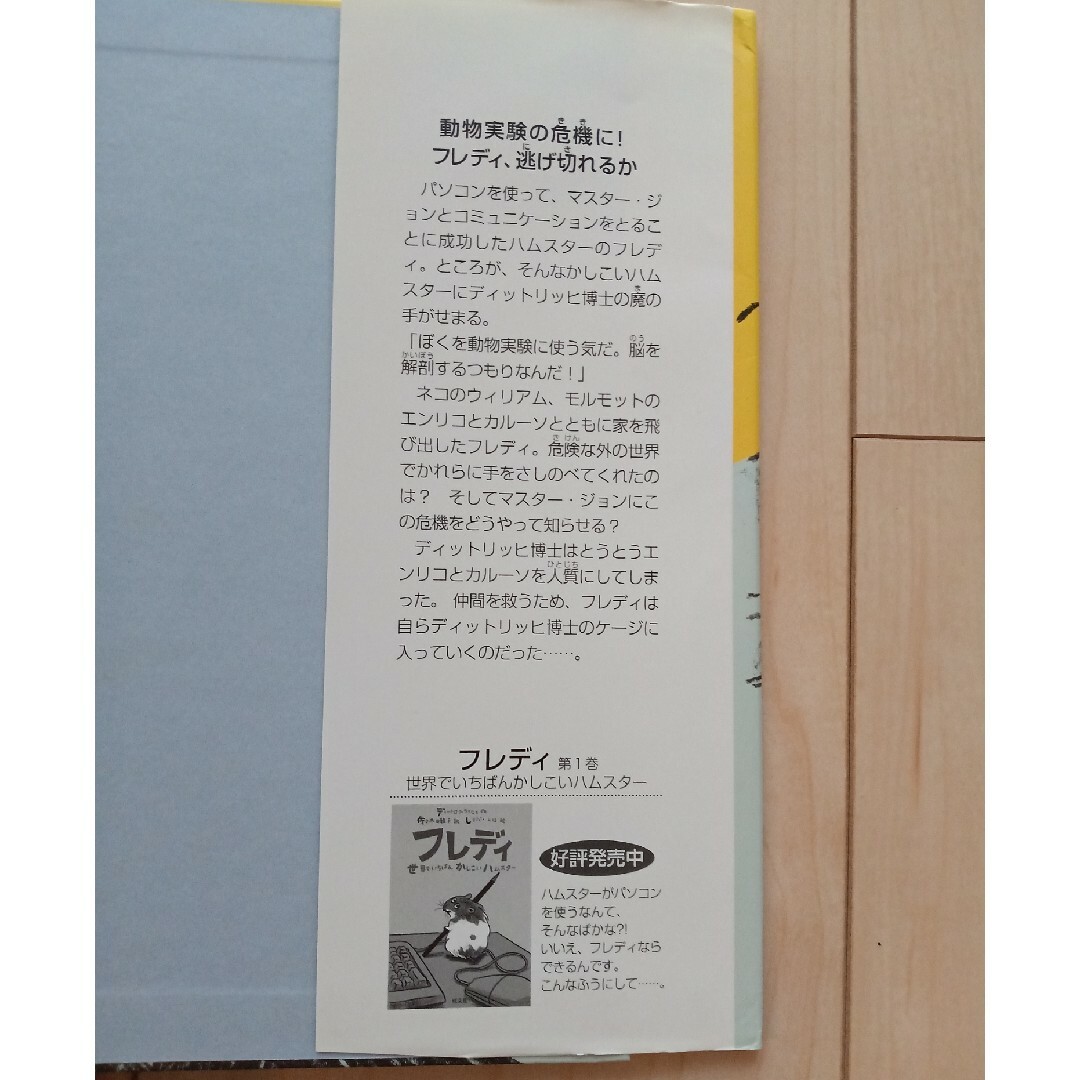 動物実験の危機に!
フレディ、逃げ切れるか
パソコンを使って、マスター・ジ
ョンとコミュニケーションをとるこ
とに成功したハムスターのフレデ
ィ。ところが、そんなかしこいハム
スターにディットリッヒ博士の魔の
手がせまる。
「ぼくを動物実験に使う気だ。脳を
解剖するつもりなんだ!」
ネコのウィリアム、モルモットの
エンリコとカルーソとともに家を飛
び出したフレディ。危険な外の世界
でかれらに手をさしのべてくれたの
は? そしてマスター・ジョンにこ
の危機をどうやって知らせる?
ディットリッヒ博士はとうとうエ
ンリコとカルーソを人質にしてしま
った。仲間を救うため、フレディは
自らディットリッヒ博士のケージに
入っていくのだった……。
フレディ 第1巻
世界でいちばんかしこいハムスター
フレディ
世界でいちばんかしこいハムスター
好評発売中
ハムスターがパソコン
を使うなんて、
そんなばかな?!
いいえ、フレディなら
できるんです。
こんなふうにして……。